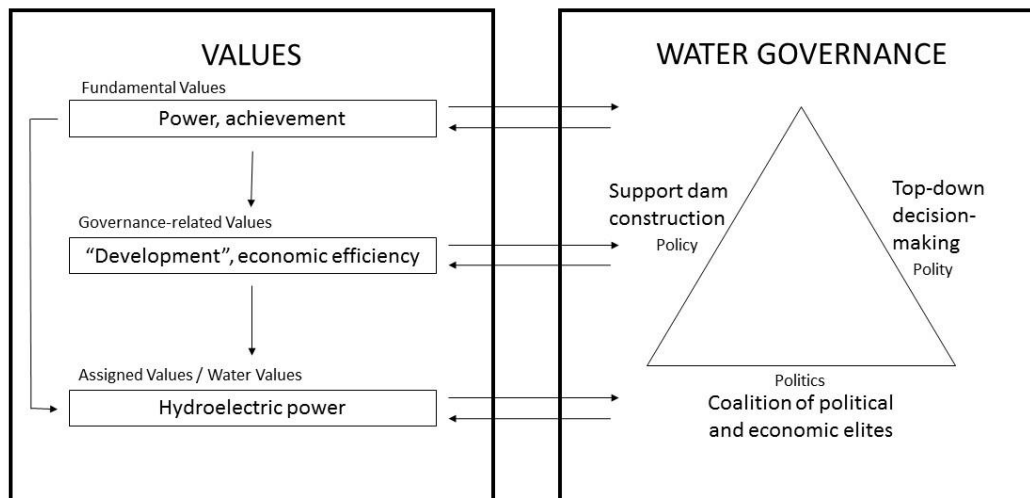 VALUES
Fundamental Values
Power, achievement
Governance-related Values
“Development”, economic efficiency
Assigned Values / Water Values
Hydroelectric power
WATER GOVERNANCE
Support dam
construction
Policy
Top-down
decision-
making
Polity
Politics
Coalition of political
and economic elites